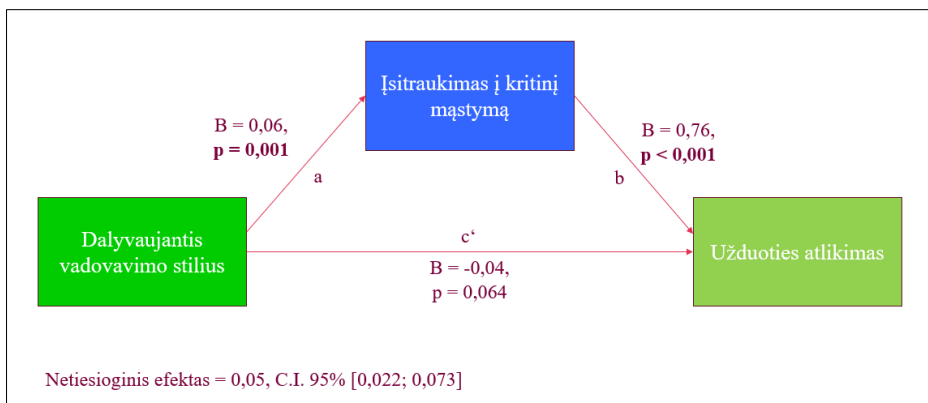 Įsitraukimas į kritinį
mąstymą
B = 0,06,
p = 0,001
a
B = 0,76,
p < 0,001
b
Dalyvaujantis
vadovavimo stilius
c‘
B = -0,04,
p = 0,064
Užduoties atlikimas
Netiesioginis efektas = 0,05, C.I. 95% [0,022; 0,073]